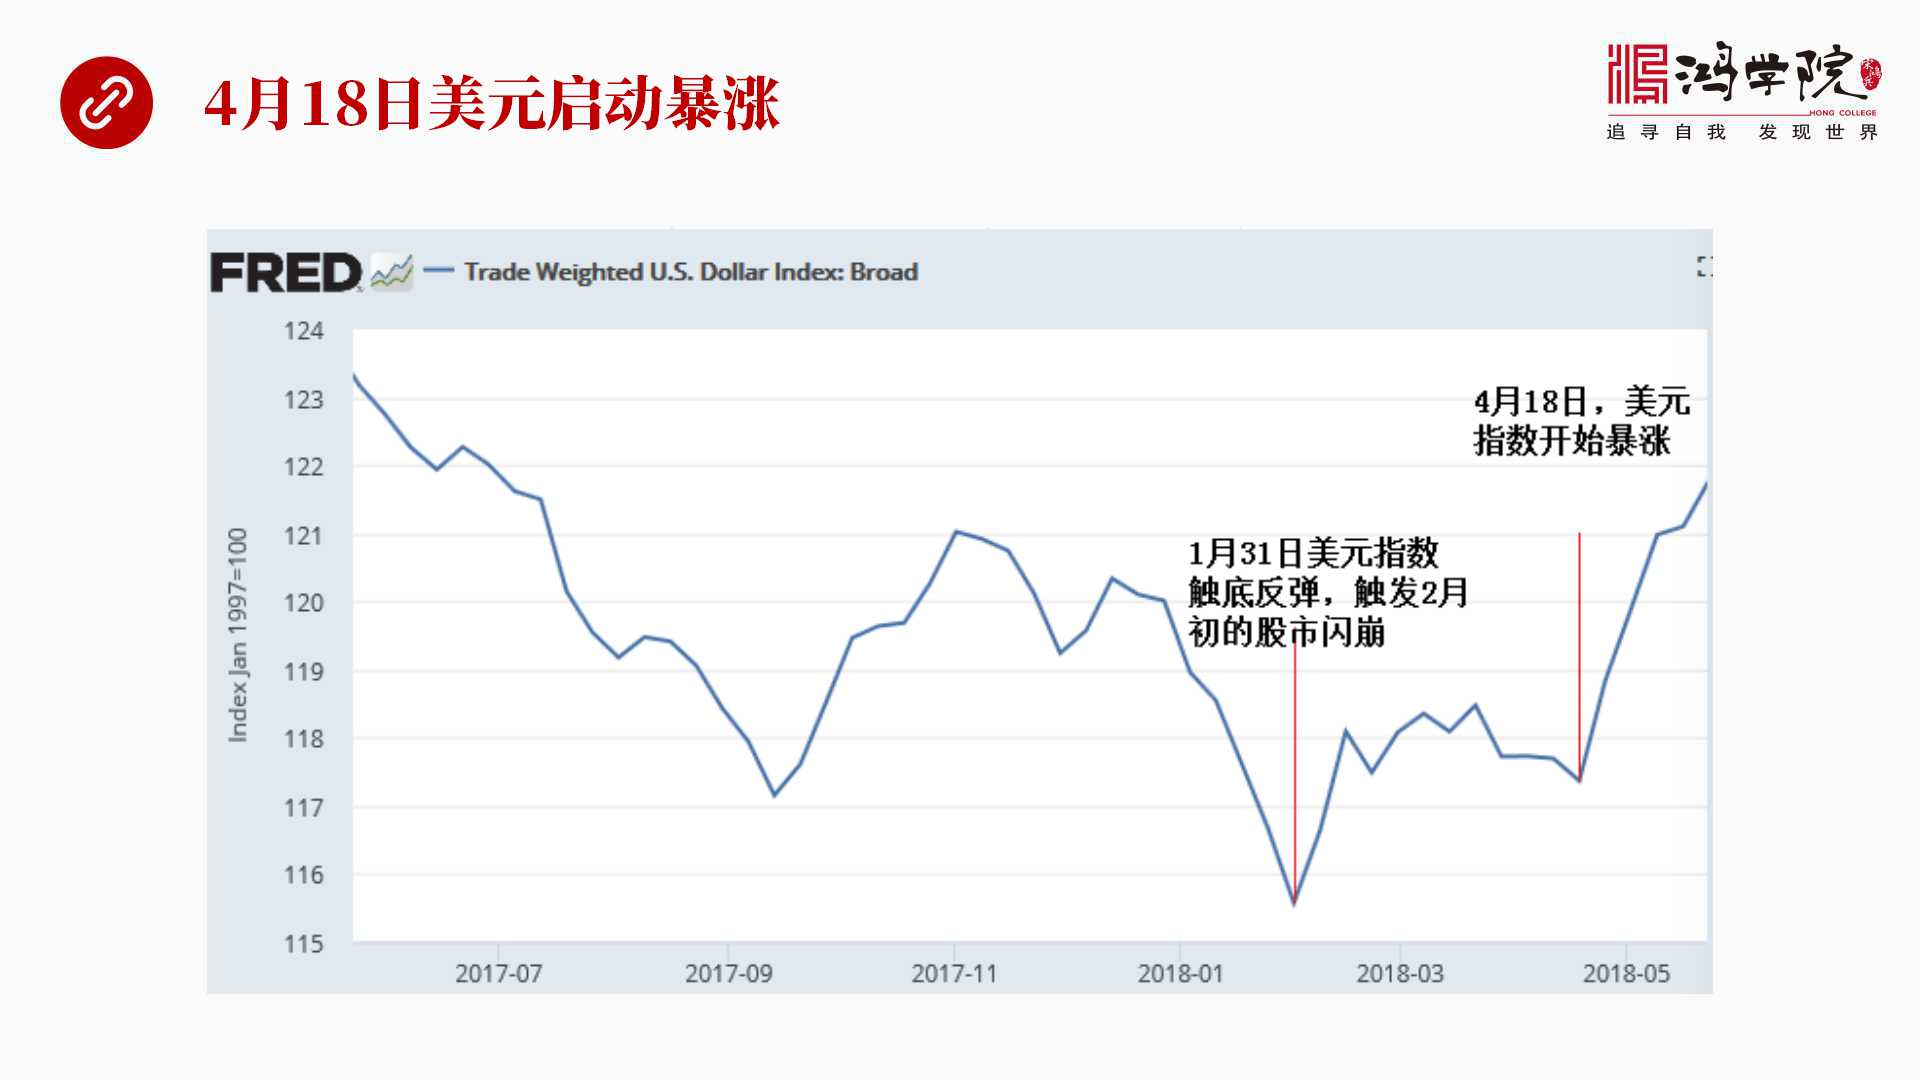 4月18日美元启动暴涨
鸿学院
宋鸿兵
HONG COLLEGE
追寻自我 发现世界
FRED
Trade Weighted U.S. Dollar Index: Broad
124
123
122
121
120
119
118
117
116
115
Index Jan 1997=100
4月18日，美元
指数开始暴涨
1月31日美元指数
触底反弹，触发2月
初的股市闪崩
2017-07
2017-09
2017-11
2018-01
2018-03
2018-05